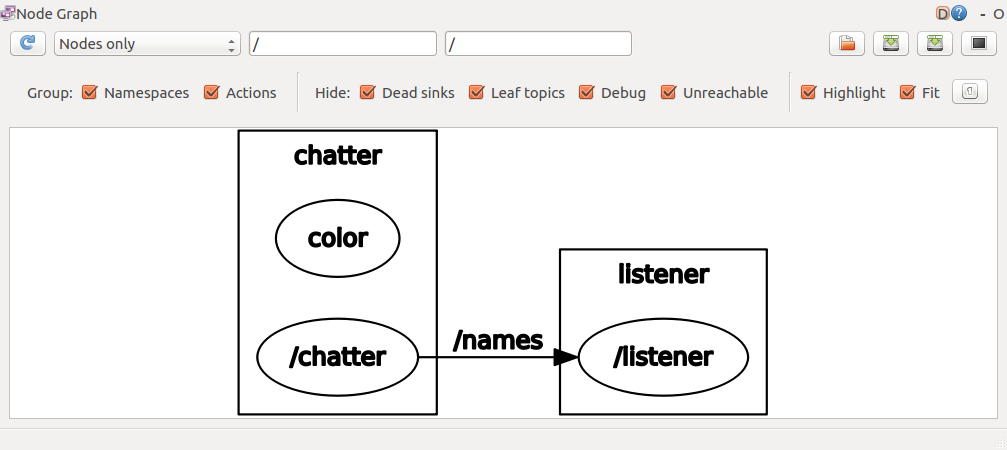 Node Graph D ? - O
Nodes only / /
Group: Namespaces Actions Hide: Dead sinks Leaf topics Debug Unreachable Highlight Fit
chatter
color
listener
/chatter /names /listener